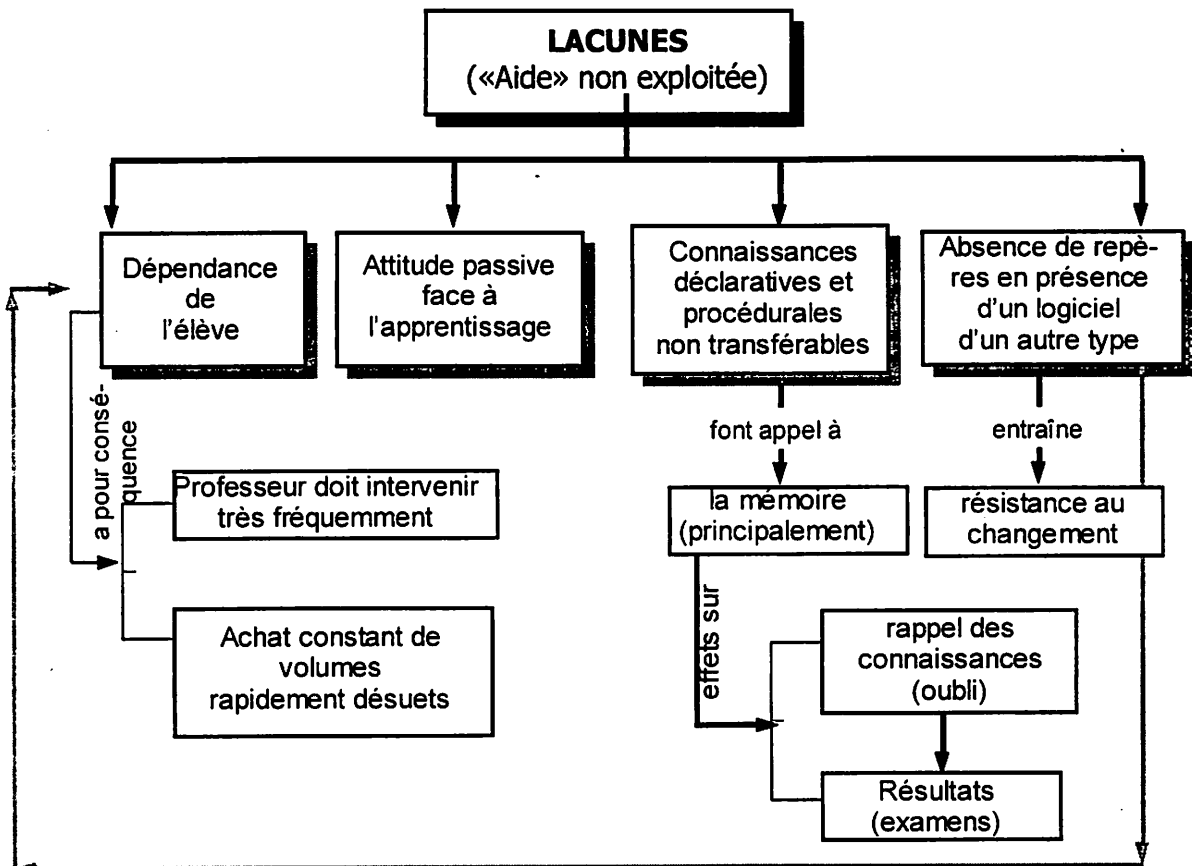 LACUNES
(«Aide» non exploitée)
Dépendance
de
l'élève
Attitude passive
face à
l'apprentissage
Connaissances
déclaratives et
procédurales
non transférables
Absence de repè-
res en présence
d'un logiciel
d'un autre type
a pour consé-
quence
font appel à
entraîne
Professeur doit intervenir
très fréquemment
la mémoire
(principalement)
résistance au
changement
Achat constant de
volumes
rapidement désuets
effets sur
rappel des
connaissances
(oubli)
Résultats
(examens)